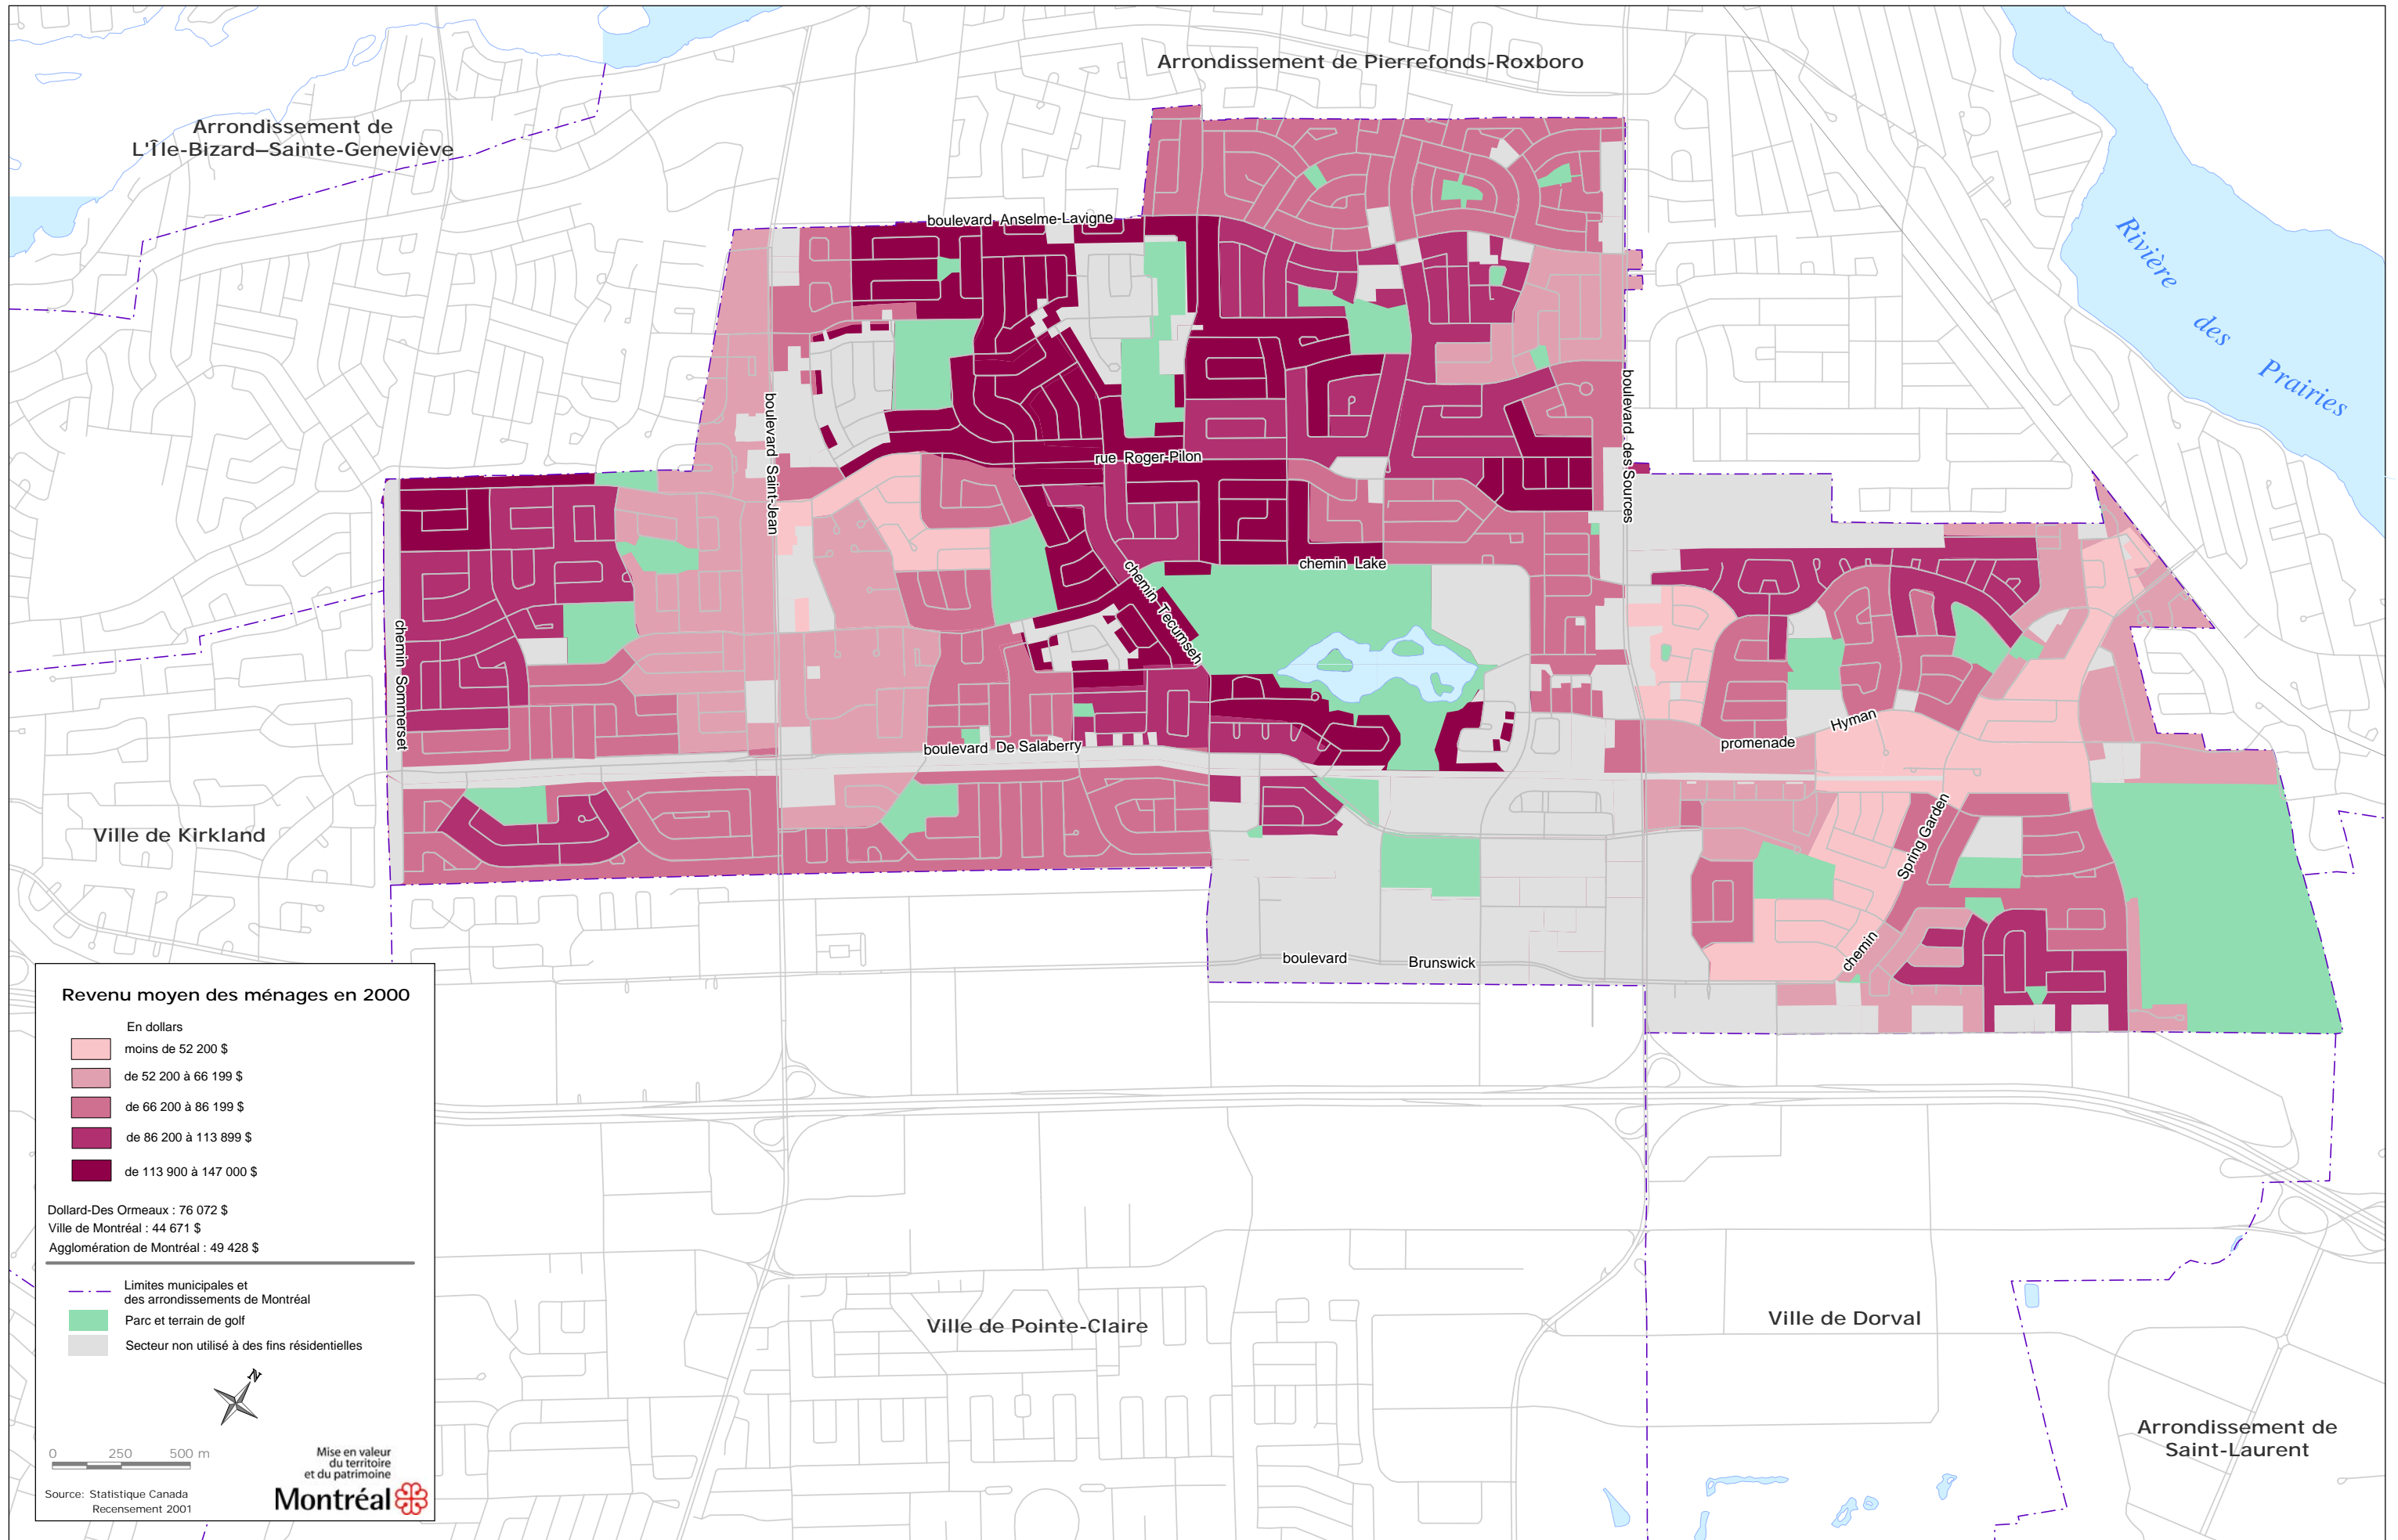 Arrondissement de Pierrefonds-Roxboro
Arrondissement de
L'Île-Bizard–Sainte-Geneviève
Rivière
des
Prairies
boulevard Anselme-Lavigne
boulevard Saint-Jean
boulevard des Sources
rue Roger-Pilon
chemin Lake
chemin Tecumseh
chemin Sommerset
boulevard De Salaberry
promenade Hyman
chemin Spring Garden
boulevard Brunswick
Ville de Kirkland
Ville de Pointe-Claire
Ville de Dorval
Arrondissement de
Saint-Laurent
Revenu moyen des ménages en 2000
En dollars
moins de 52 200 $
de 52 200 à 66 199 $
de 66 200 à 86 199 $
de 86 200 à 113 899 $
de 113 900 à 147 000 $
Dollard-Des Ormeaux : 76 072 $
Ville de Montréal : 44 671 $
Agglomération de Montréal : 49 428 $
Limites municipales et
des arrondissements de Montréal
Parc et terrain de golf
Secteur non utilisé à des fins résidentielles
N
0 250 500 m
Mise en valeur
du territoire
et du patrimoine
Montréal
Source: Statistique Canada
Recensement 2001